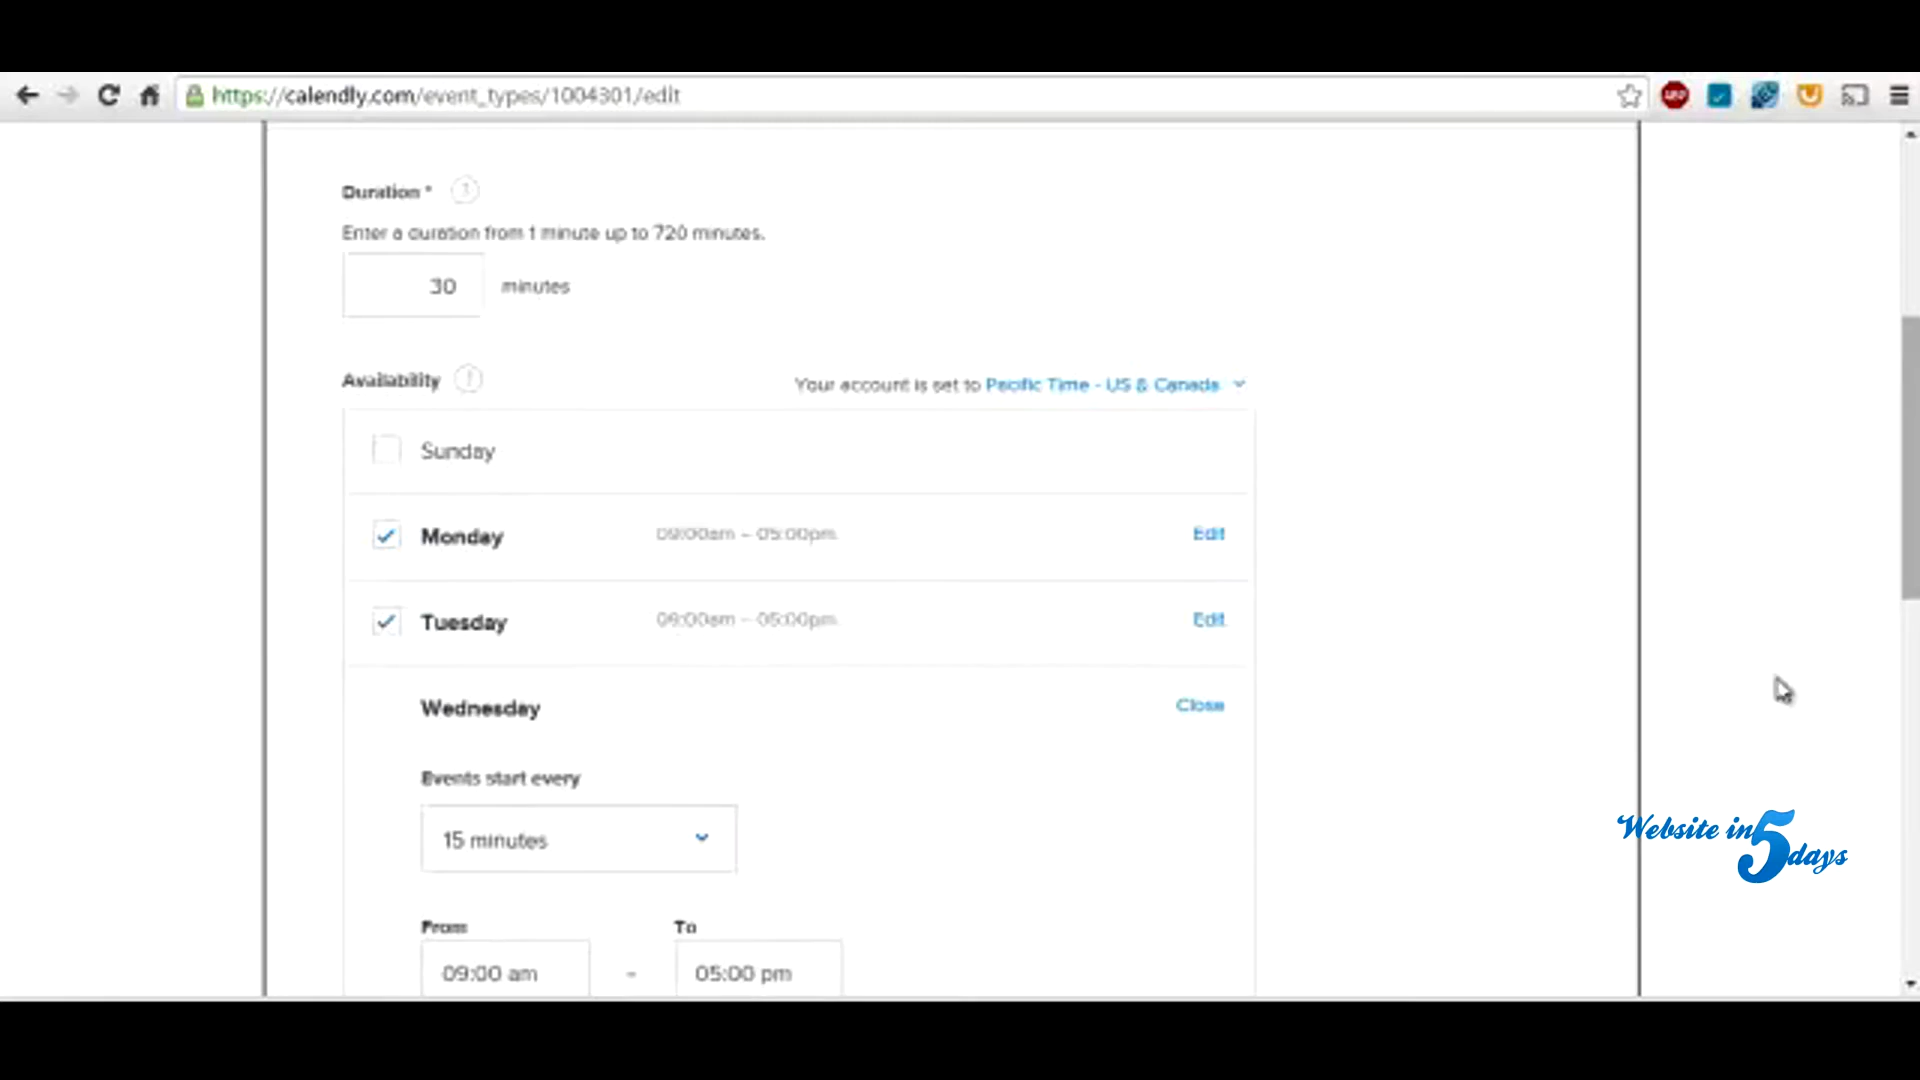 https://calendly.com/event_types/1004301/edit
Duration *
Enter a duration from 1 minute up to 720 minutes.
30 minutes
Availability
Your account is set to Pacific Time - US & Canada
Sunday
Monday 09:00am – 05:00pm Edit
Tuesday 09:00am – 05:00pm Edit
Wednesday Close
Events start every
15 minutes
From To
09:00 am - 05:00 pm
Website in 5 days